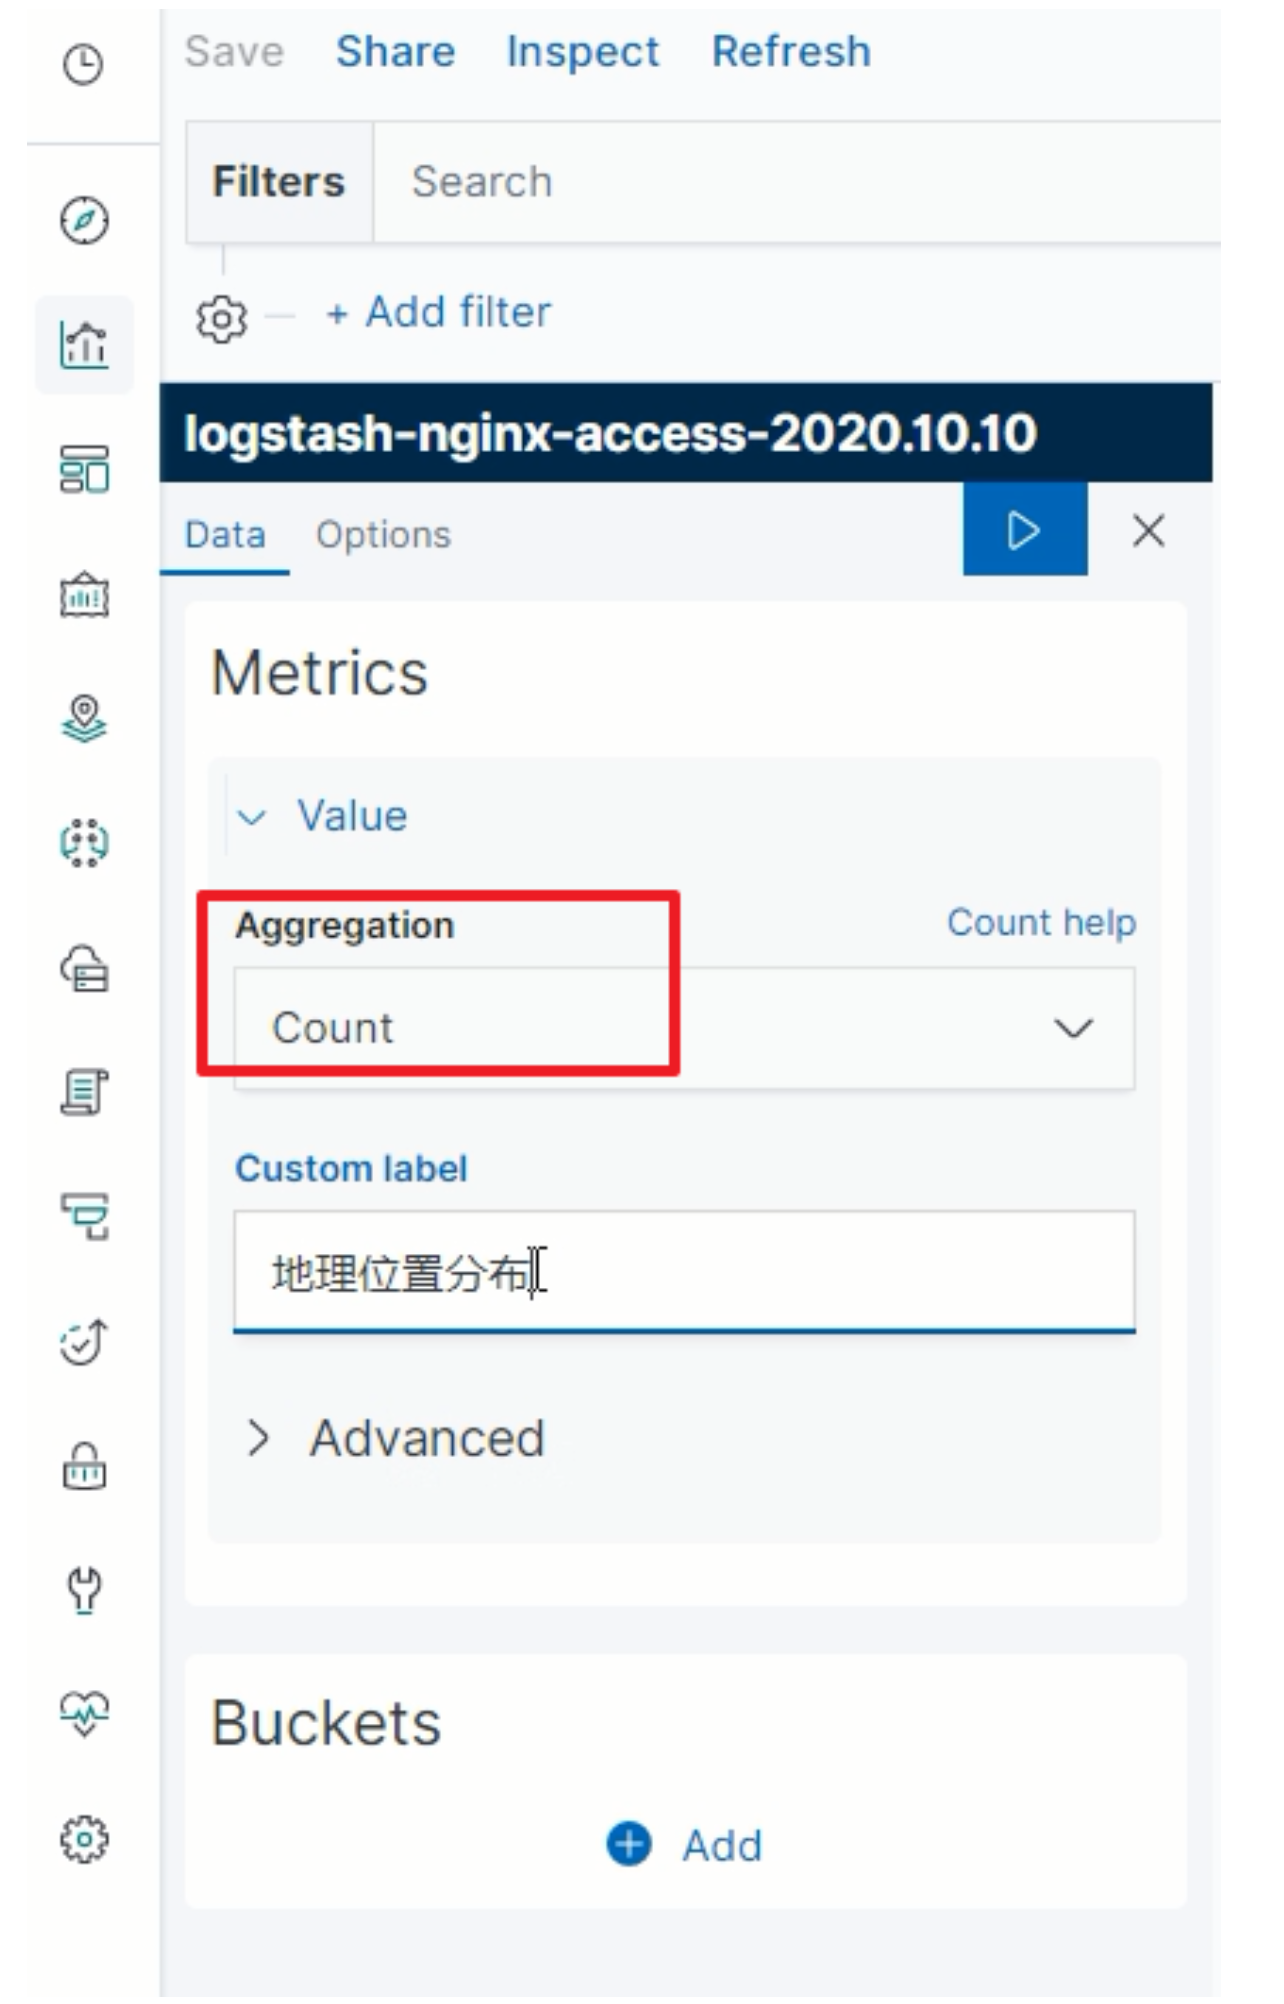 Save Share Inspect Refresh
Filters Search
+ Add filter
logstash-nginx-access-2020.10.10
Data Options
Metrics
Value
Aggregation Count help
Count
Custom label
地理位置分布
Advanced
Buckets
Add